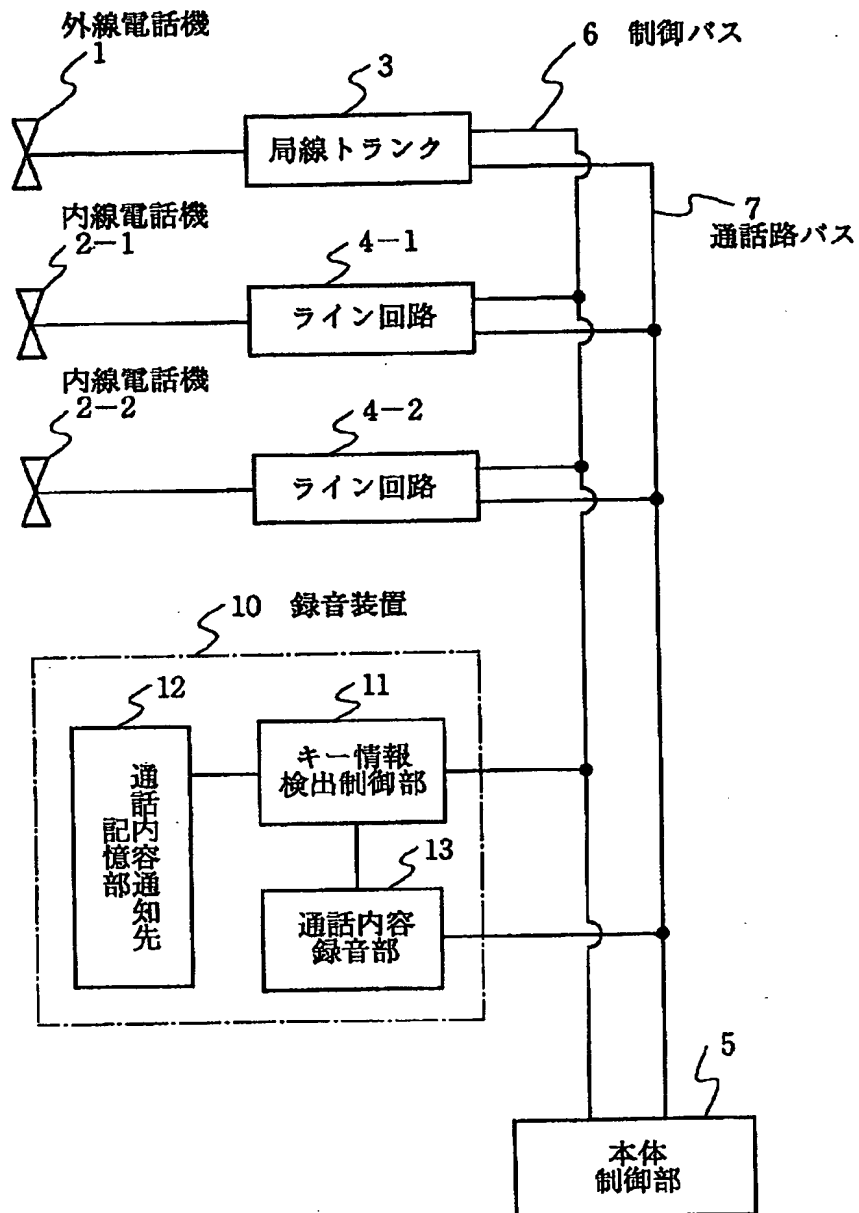 外線電話機
1
6 制御バス
3
局線トランク
7
通話路バス
内線電話機
2-1
4-1
ライン回路
内線電話機
2-2
4-2
ライン回路
10 録音装置
12
通話内容通知先
記憶部
11
キー情報
検出制御部
13
通話内容
録音部
5
本体
制御部